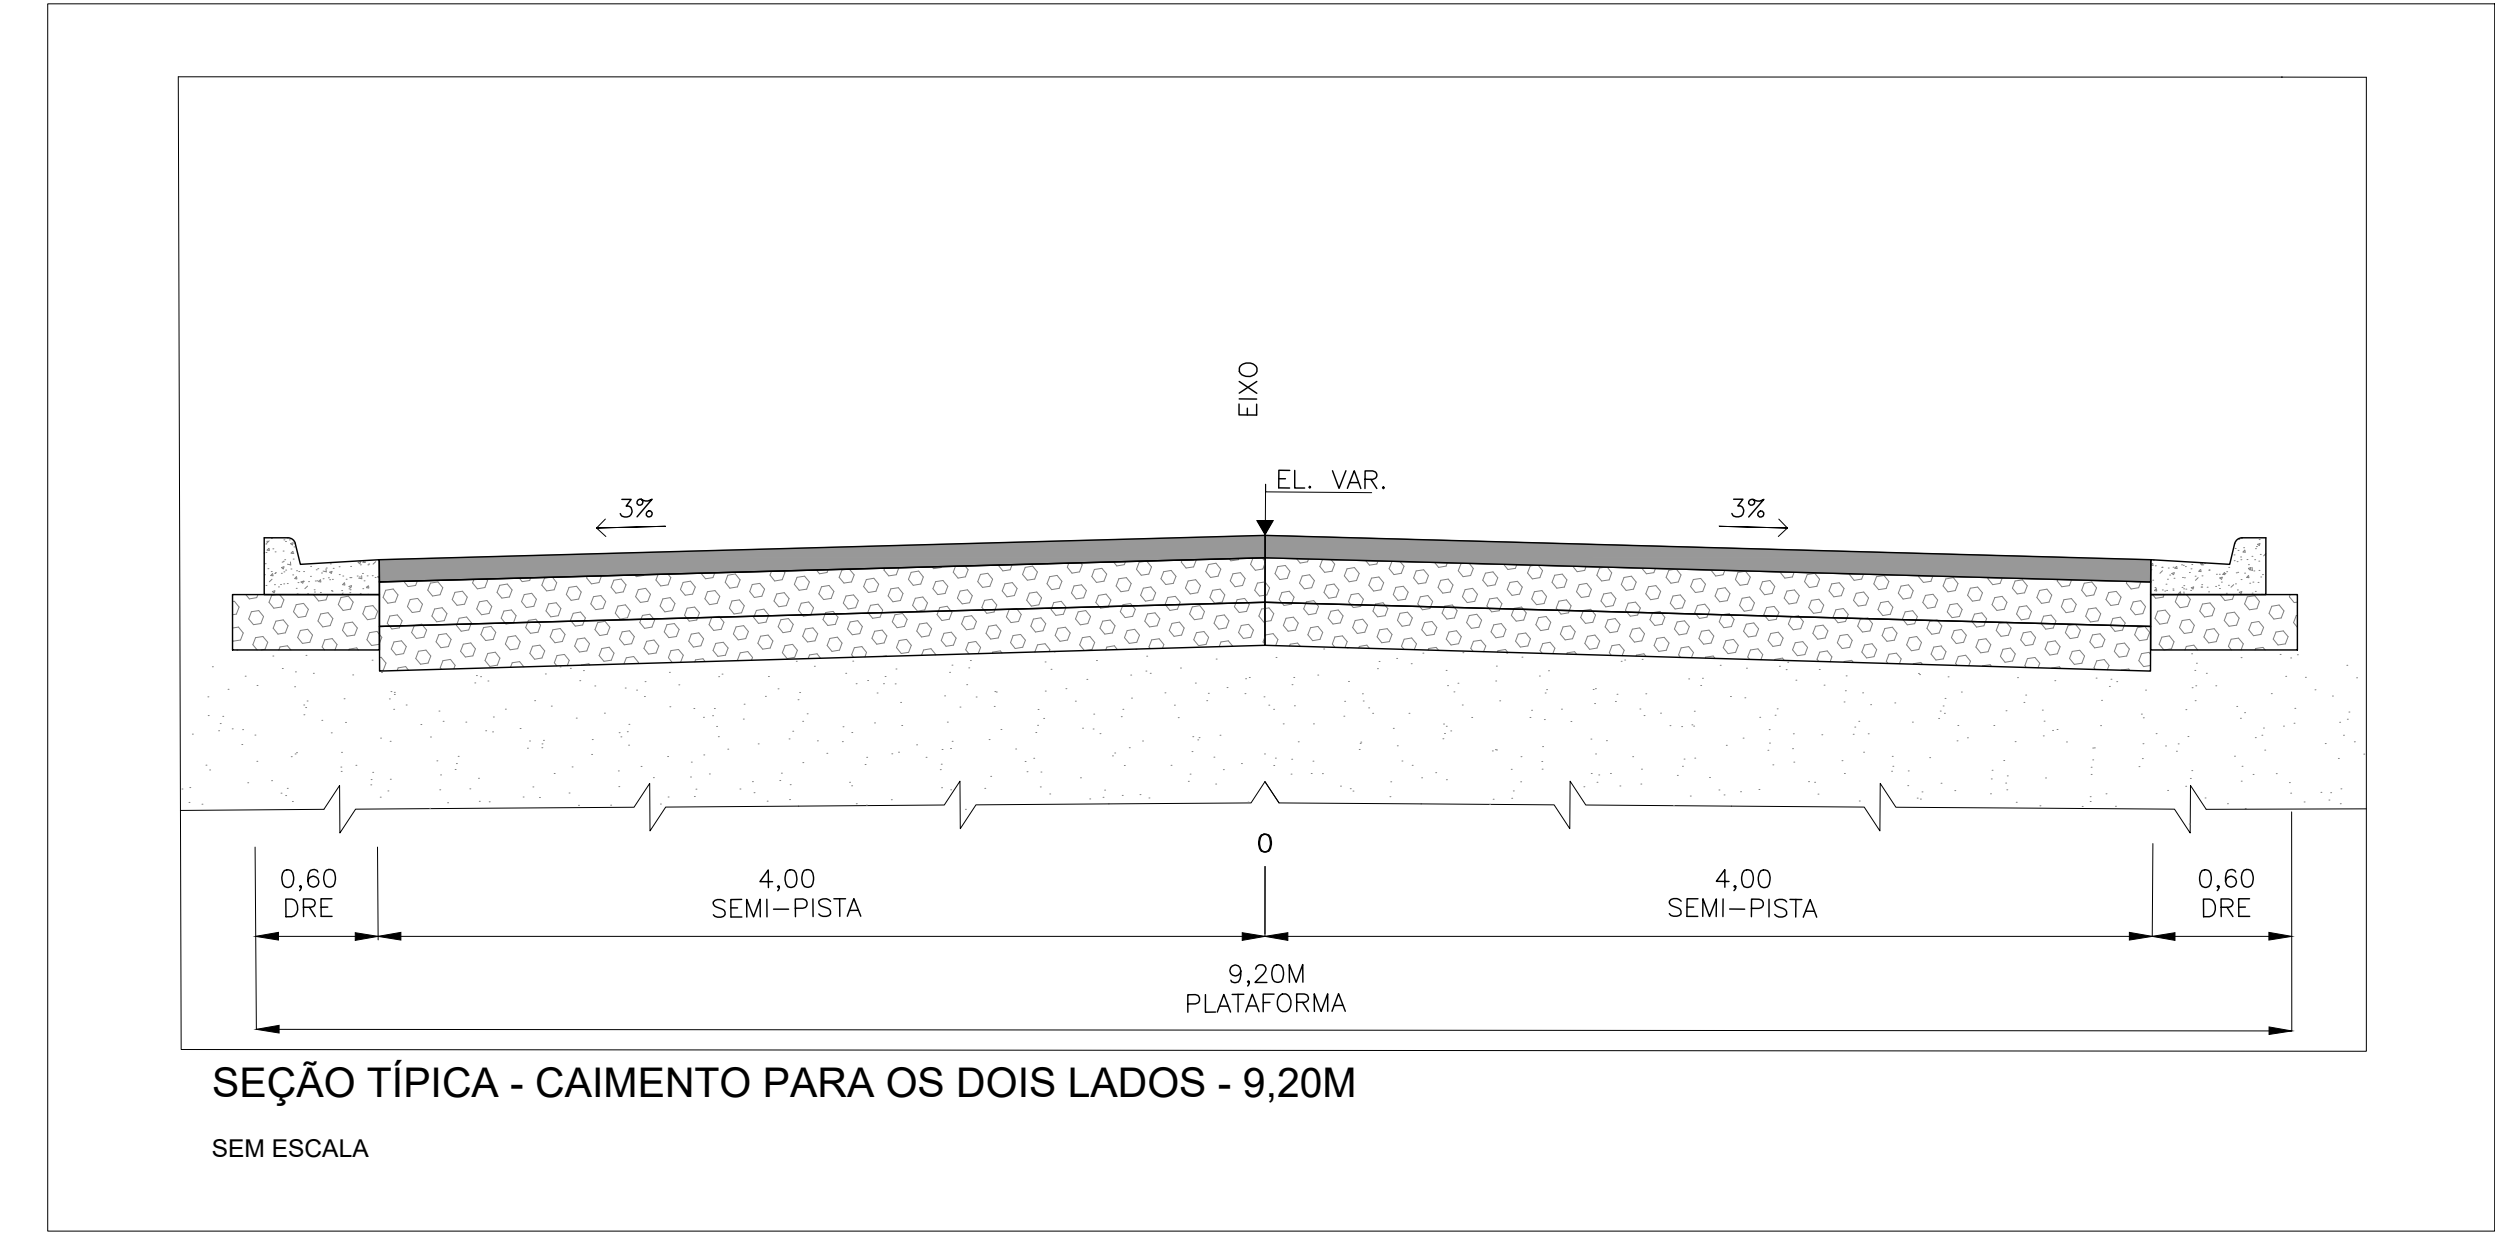 EIXO
EL. VAR.
3%
3%
0
0,60
DRE
4,00
SEMI-PISTA
4,00
SEMI-PISTA
0,60
DRE
9,20M
PLATAFORMA
SEÇÃO TÍPICA - CAIMENTO PARA OS DOIS LADOS - 9,20M
SEM ESCALA